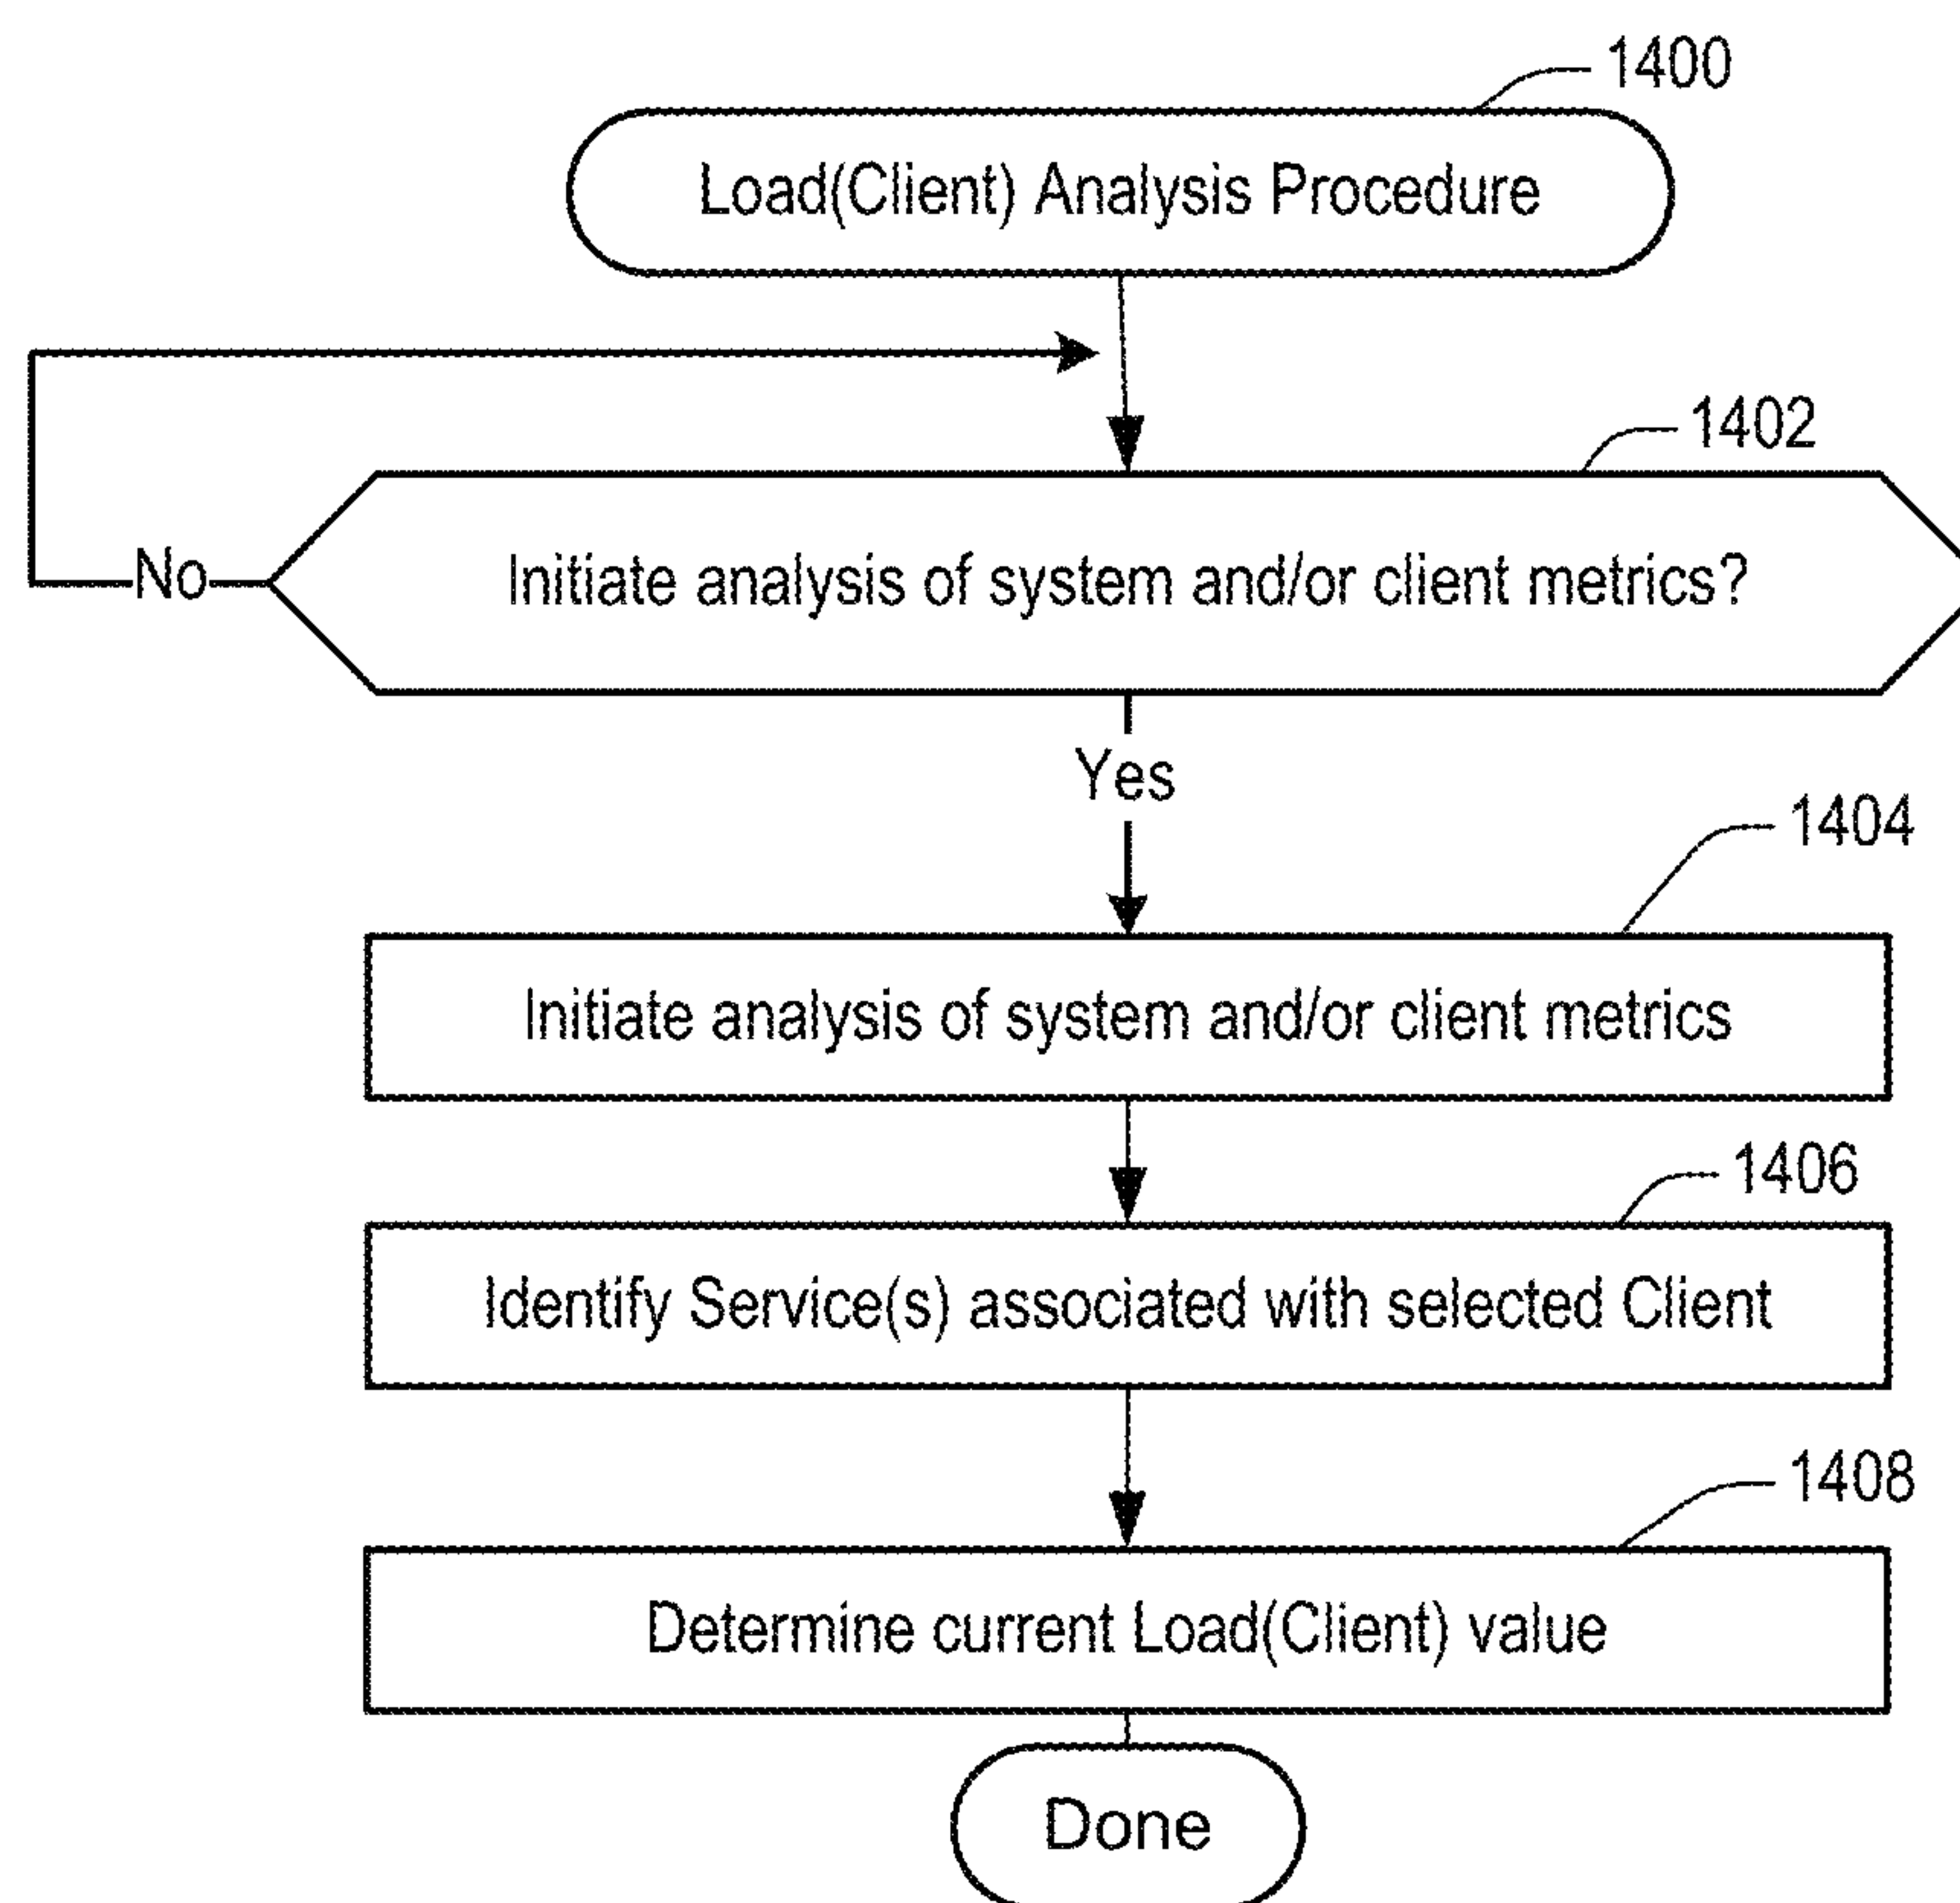 1400
Load(Client) Analysis Procedure
1402
Initiate analysis of system and/or client metrics?
No
Yes
1404
Initiate analysis of system and/or client metrics
1406
Identify Service(s) associated with selected Client
1408
Determine current Load(Client) value
Done